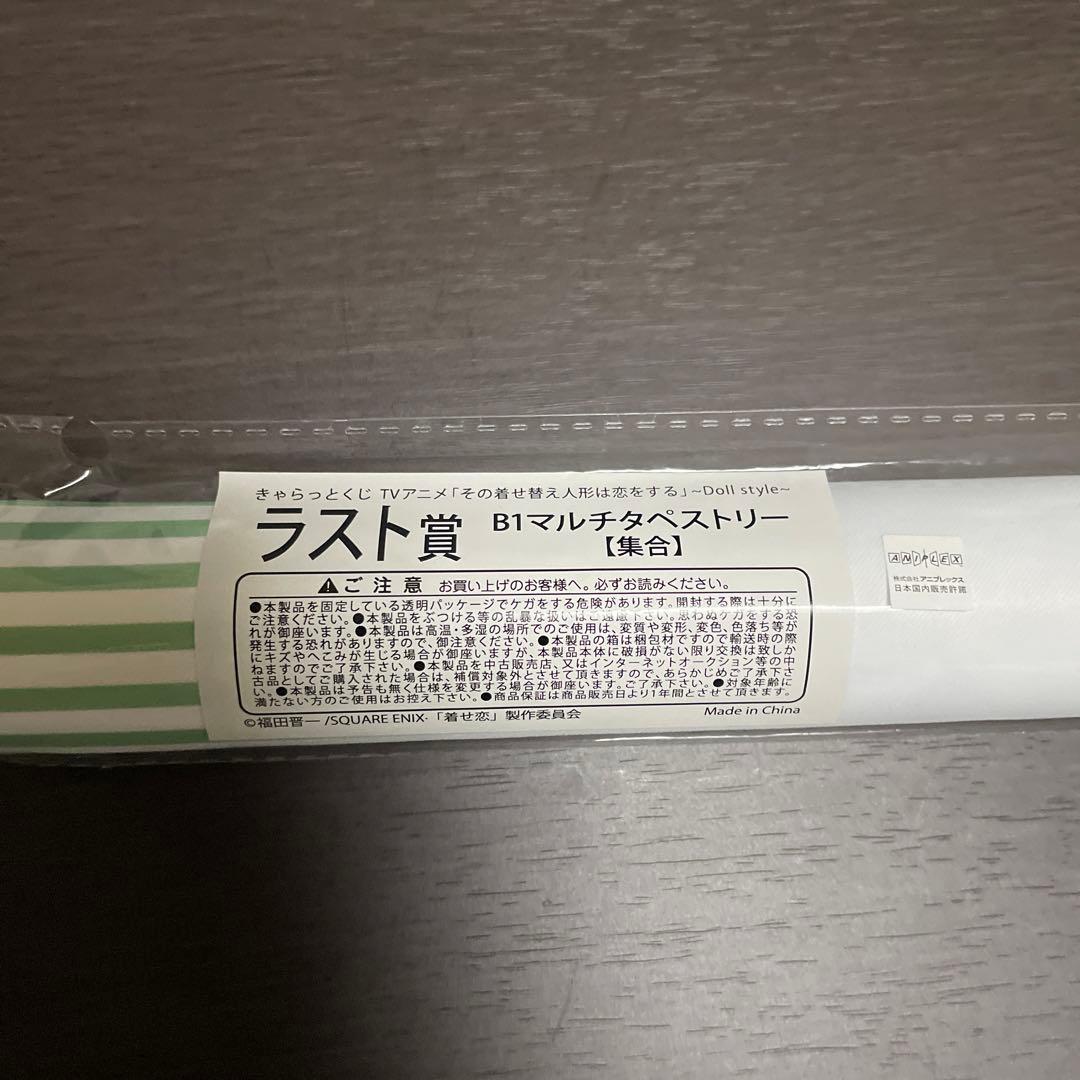 きゃらっとくじ TVアニメ「その着せ替え人形は恋をする」~Doll style~
ラスト賞 B1マルチタペストリー
【集合】
ご注意 お買い上げのお客様へ。必ずお読みください。
●本製品を固定している透明パッケージでケガをする危険があります。開封する際は十分に
ご注意ください。●本製品をぶつける等の乱暴な扱いはご遠慮下さい。思わぬケガをする恐
れが御座います。●本製品は高温・多湿の場所でのご使用は、変質や変形、変色、色落ち等が
発生する恐れがありますので、御注意ください。●本製品の箱は梱包材ですので輸送時の際
にキズやへこみが生じる場合が御座いますが、本製品本体に破損がない限り交換は致しか
ねますのでご了承下さい。●本製品を中古販売店、又はインターネットオークション等の中
古品としてご購入された場合は、補償対象外とさせて頂きますので、あらかじめご了承下さ
い。●本製品は予告も無く仕様を変更する場合が御座います。ご了承下さい。●対象年齢に
満たない方のご使用はお控え下さい。●商品保証は商品販売日より1年間とさせて頂きます。
©福田晋一/SQUARE ENIX・「着せ恋」製作委員会 Made in China
ANIPLEX
株式会社アニプレックス
日本国内販売許諾